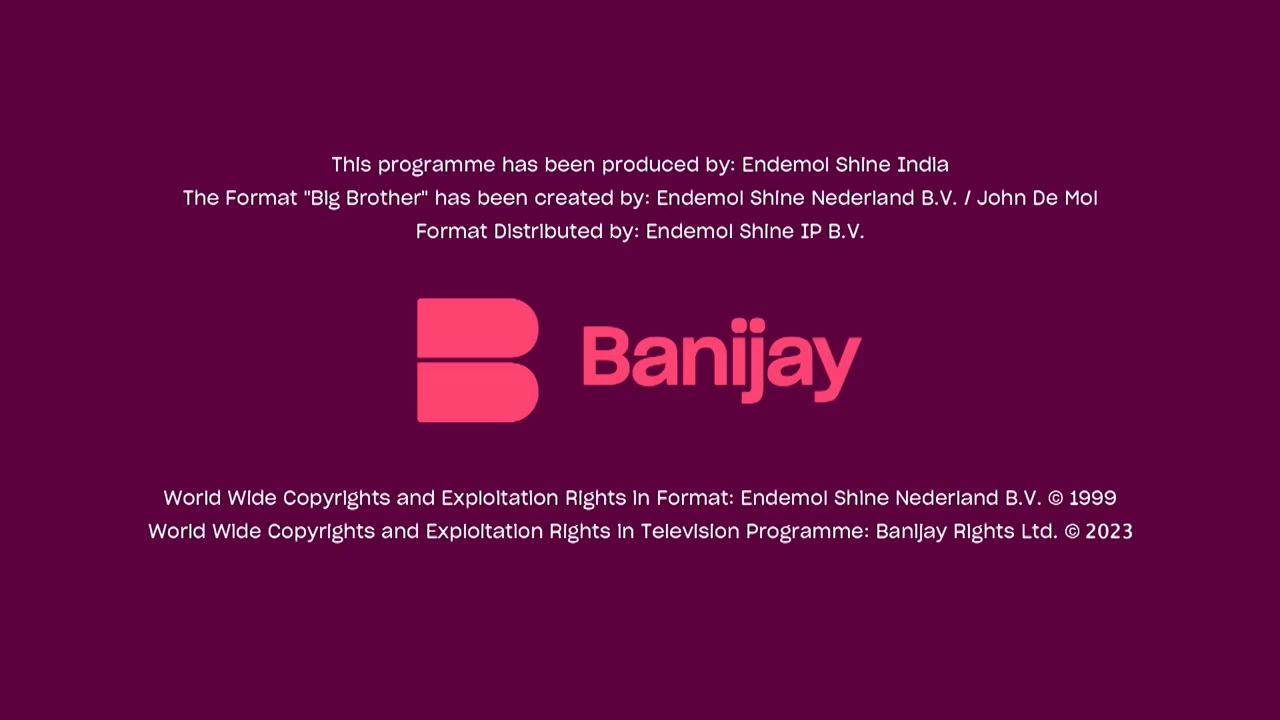 This programme has been produced by: Endemol Shine India
The Format "Big Brother" has been created by: Endemol Shine Nederland B.V. / John De Mol
Format Distributed by: Endemol Shine IP B.V.
Banijay
World Wide Copyrights and Exploitation Rights in Format: Endemol Shine Nederland B.V. © 1999
World Wide Copyrights and Exploitation Rights in Television Programme: Banijay Rights Ltd. © 2023